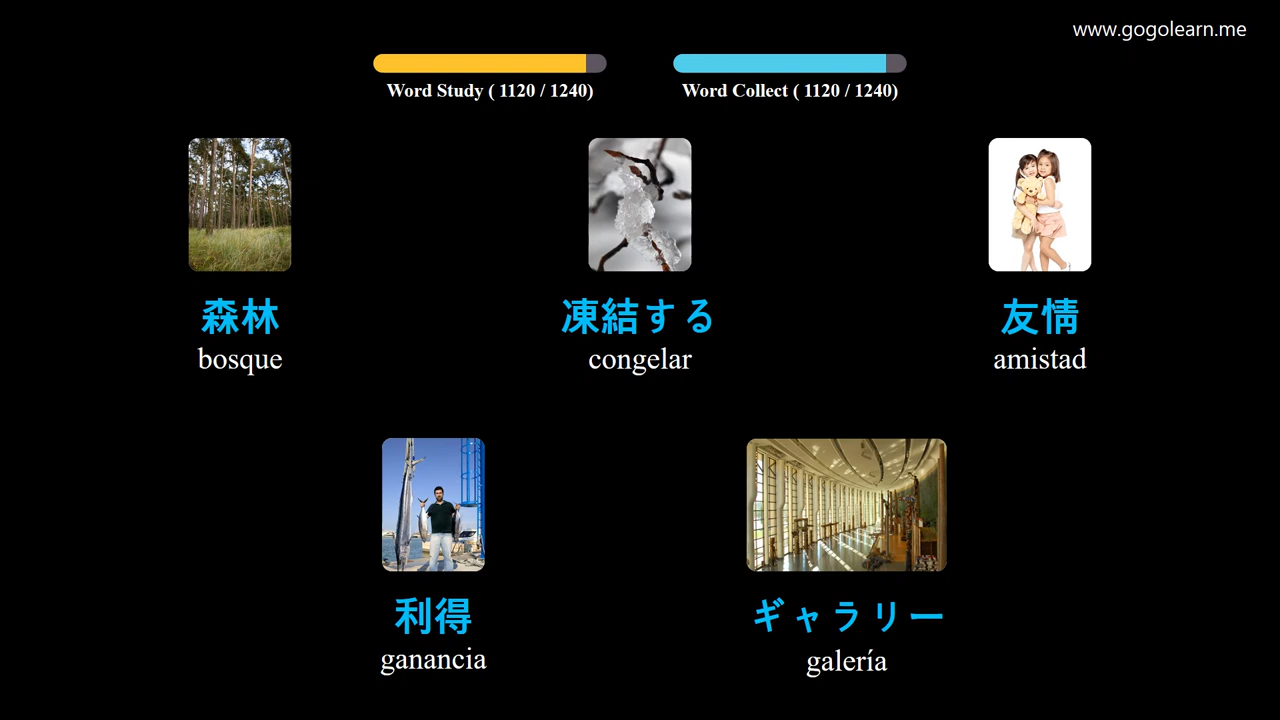 www.gogolearn.me
Word Study ( 1120 / 1240)
Word Collect ( 1120 / 1240)
森林
bosque
凍結する
congelar
友情
amistad
利得
ganancia
ギャラリー
galería